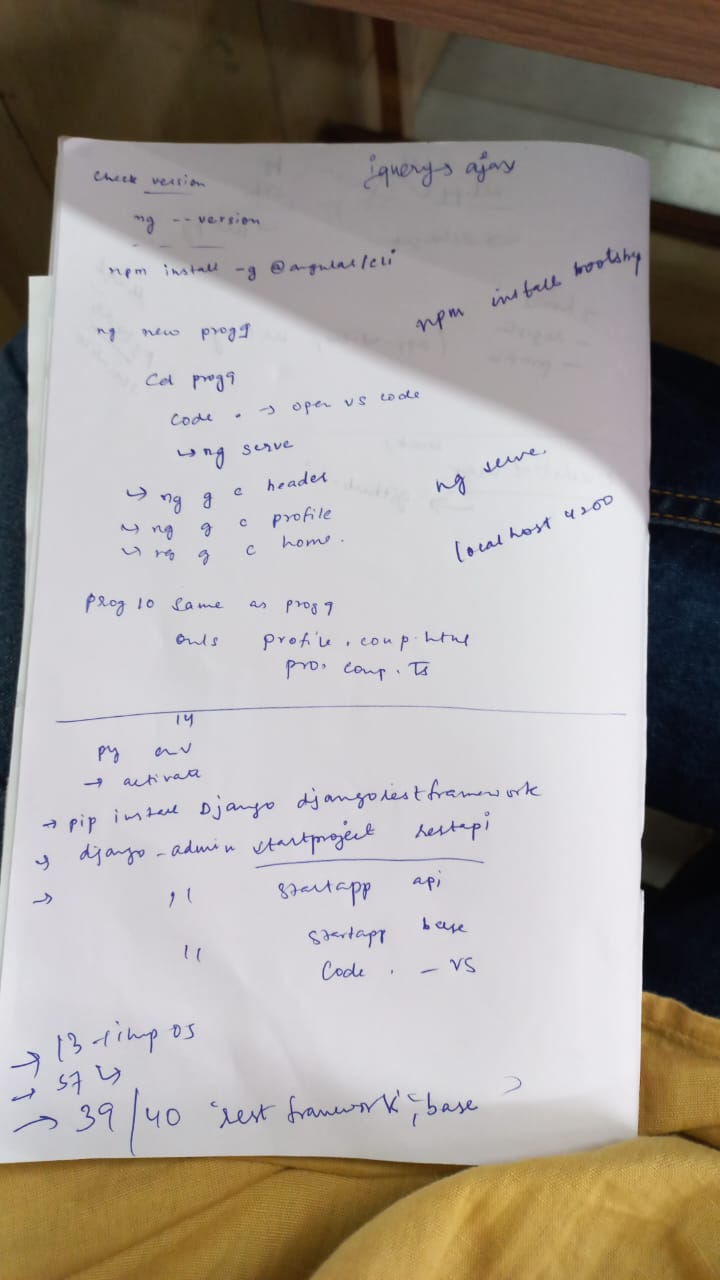 jquery ajax
check version
ng -- version
npm install -g @angular/cli
npm install bootstrap
ng new prog9
cd prog9
code . → open vs code
↳ ng serve
ng serve.
↳ ng g c header
↳ ng g c profile
↳ ng g c home.
localhost 4200
prog 10 same as prog 9
only profile . comp . html
pro. comp . Ts
14
py env
→ activate
→ pip install Django djangorestframework
→ django-admin startproject restapi
→ " startapp api
startapp base
" Code . – VS
→ 13 - imp os
→ 57 ↳
→ 39/40 'rest framework', base